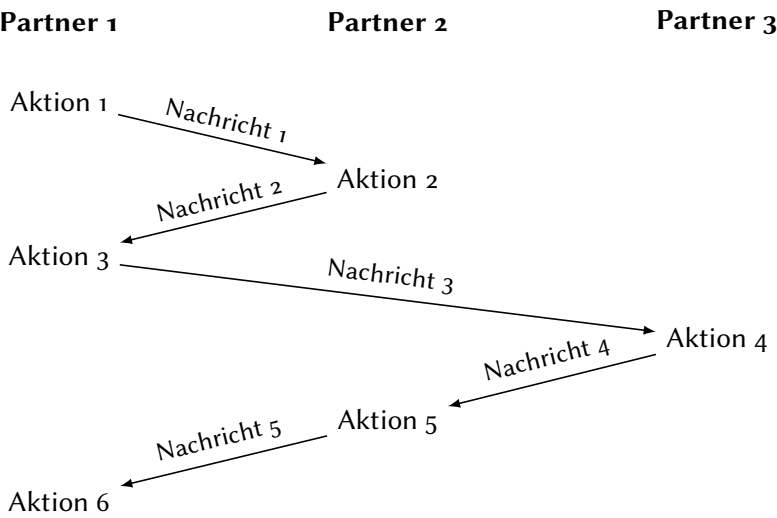 Partner 1 Partner 2 Partner 3
Aktion 1
Nachricht 1
Aktion 2
Nachricht 2
Aktion 3
Nachricht 3
Aktion 4
Nachricht 4
Aktion 5
Nachricht 5
Aktion 6